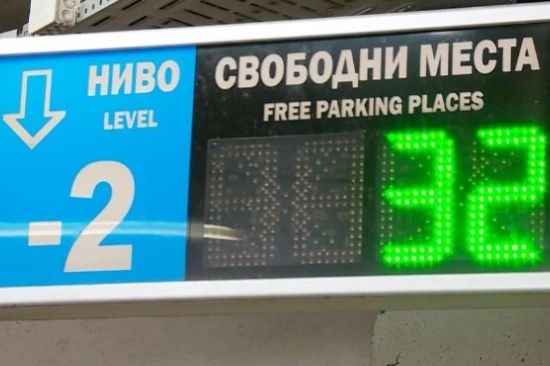 НИВО
LEVEL
-2
СВОБОДНИ МЕСТА
FREE PARKING PLACES
32